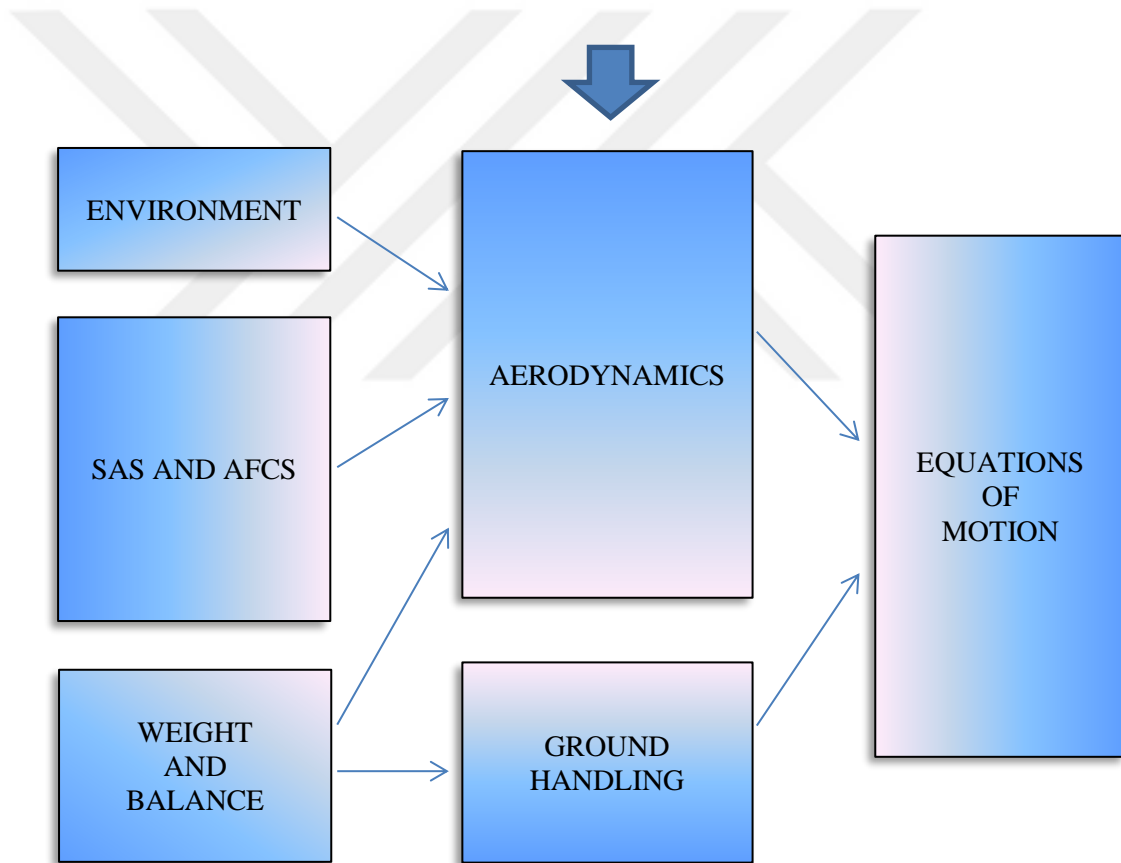 ENVIRONMENT
SAS AND AFCS
WEIGHT
AND
BALANCE
AERODYNAMICS
GROUND
HANDLING
EQUATIONS
OF
MOTION